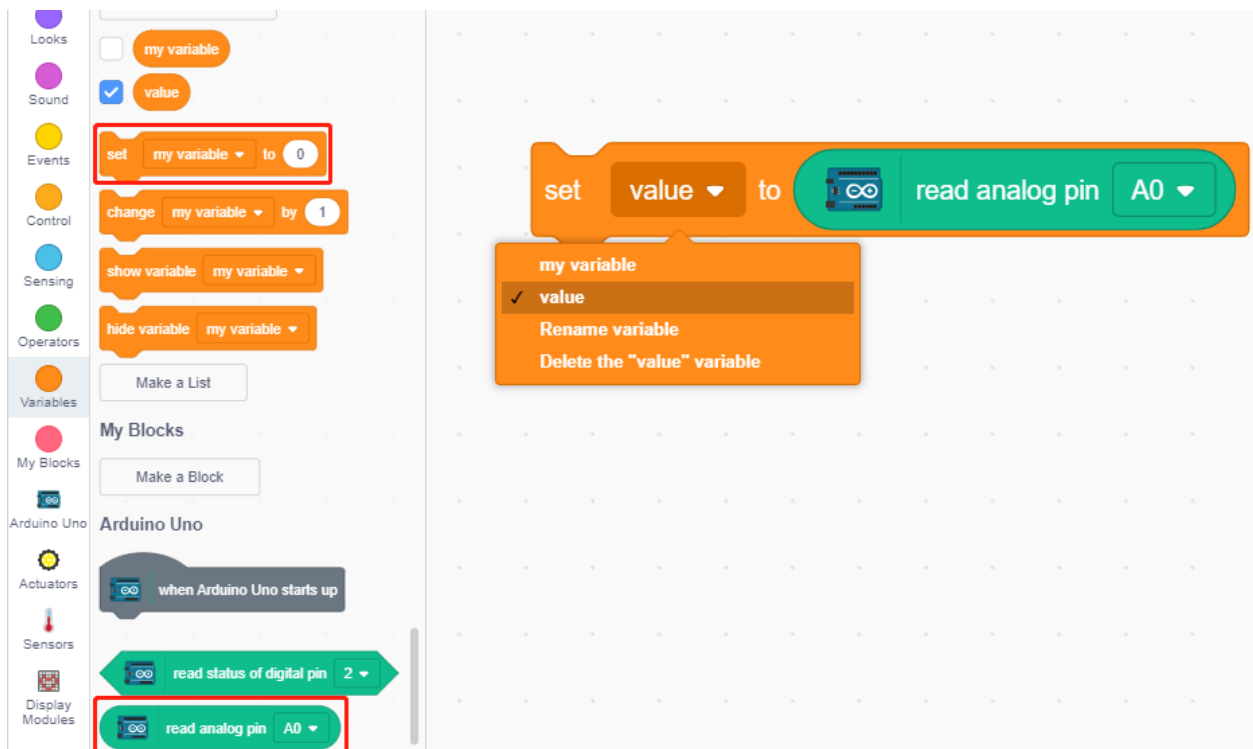 Looks
Sound
Events
Control
Sensing
Operators
Variables
My Blocks
Arduino Uno
Actuators
Sensors
Display
Modules
my variable
value
set my variable to 0
change my variable by 1
show variable my variable
hide variable my variable
Make a List
My Blocks
Make a Block
Arduino Uno
when Arduino Uno starts up
read status of digital pin 2
read analog pin A0
set value to read analog pin A0
my variable
✓ value
Rename variable
Delete the "value" variable